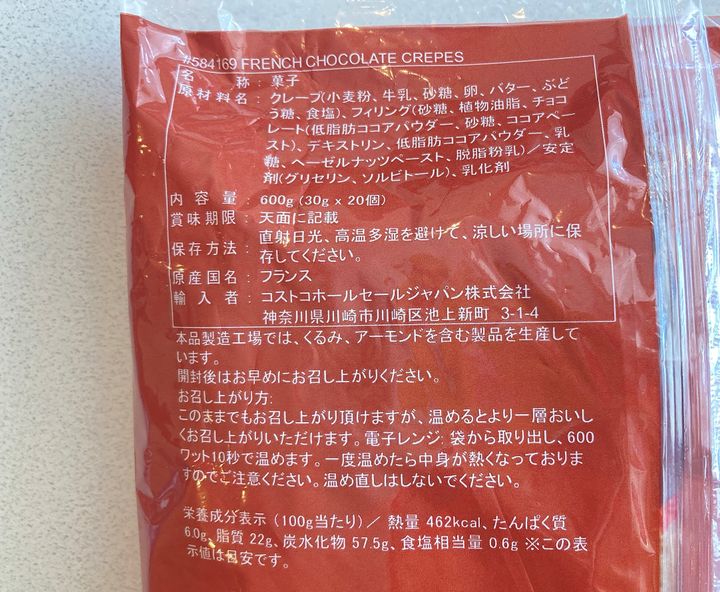 #584169 FRENCH CHOCOLATE CREPES
名 称 : 菓子
原材料名 : クレープ(小麦粉、牛乳、砂糖、卵、バター、ぶど
う糖、食塩)、フィリング(砂糖、植物油脂、チョコ
レート(低脂肪ココアパウダー、砂糖、ココアペー
スト)、デキストリン、低脂肪ココアパウダー、乳
糖、ヘーゼルナッツペースト、脱脂粉乳)／安定
剤(グリセリン、ソルビトール)、乳化剤
内 容 量 : 600g (30g x 20個)
賞味期限 : 天面に記載
保存方法 : 直射日光、高温多湿を避けて、涼しい場所に保
存してください。
原産国名 : フランス
輸 入 者 : コストコホールセールジャパン株式会社
神奈川県川崎市川崎区池上新町 3-1-4
本品製造工場では、くるみ、アーモンドを含む製品を生産して
います。
開封後はお早めにお召し上がりください。
お召し上がり方:
このままでもお召し上がり頂けますが、温めるとより一層おいし
くお召し上がりいただけます。電子レンジ: 袋から取り出し、600
ワット10秒で温めます。一度温めたら中身が熱くなっておりま
すのでご注意ください。温め直しはしないでください。
栄養成分表示 (100g当たり)／ 熱量 462kcal、たんぱく質
6.0g、脂質 22g、炭水化物 57.5g、食塩相当量 0.6g ※この表
示値は目安です。